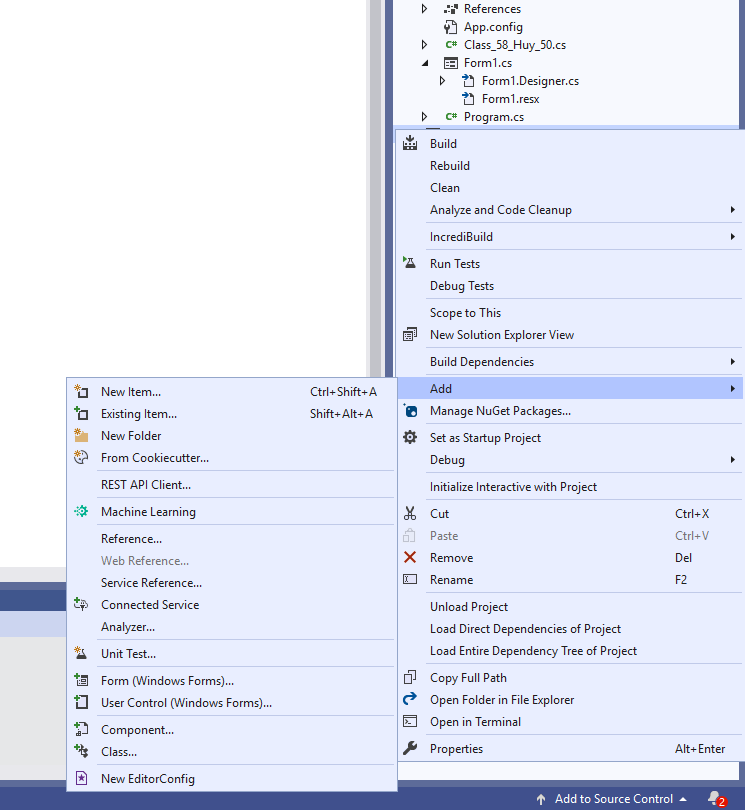 References
App.config
C# Class_58_Huy_50.cs
Form1.cs
Form1.Designer.cs
Form1.resx
C# Program.cs
Build
Rebuild
Clean
Analyze and Code Cleanup
IncrediBuild
Run Tests
Debug Tests
Scope to This
New Solution Explorer View
Build Dependencies
Add
Manage NuGet Packages...
Set as Startup Project
Debug
Initialize Interactive with Project
Cut Ctrl+X
Paste Ctrl+V
Remove Del
Rename F2
Unload Project
Load Direct Dependencies of Project
Load Entire Dependency Tree of Project
Copy Full Path
Open Folder in File Explorer
Open in Terminal
Properties Alt+Enter
New Item... Ctrl+Shift+A
Existing Item... Shift+Alt+A
New Folder
From Cookiecutter...
REST API Client...
Machine Learning
Reference...
Web Reference...
Service Reference...
Connected Service
Analyzer...
Unit Test...
Form (Windows Forms)...
User Control (Windows Forms)...
Component...
Class...
New EditorConfig
Add to Source Control 2